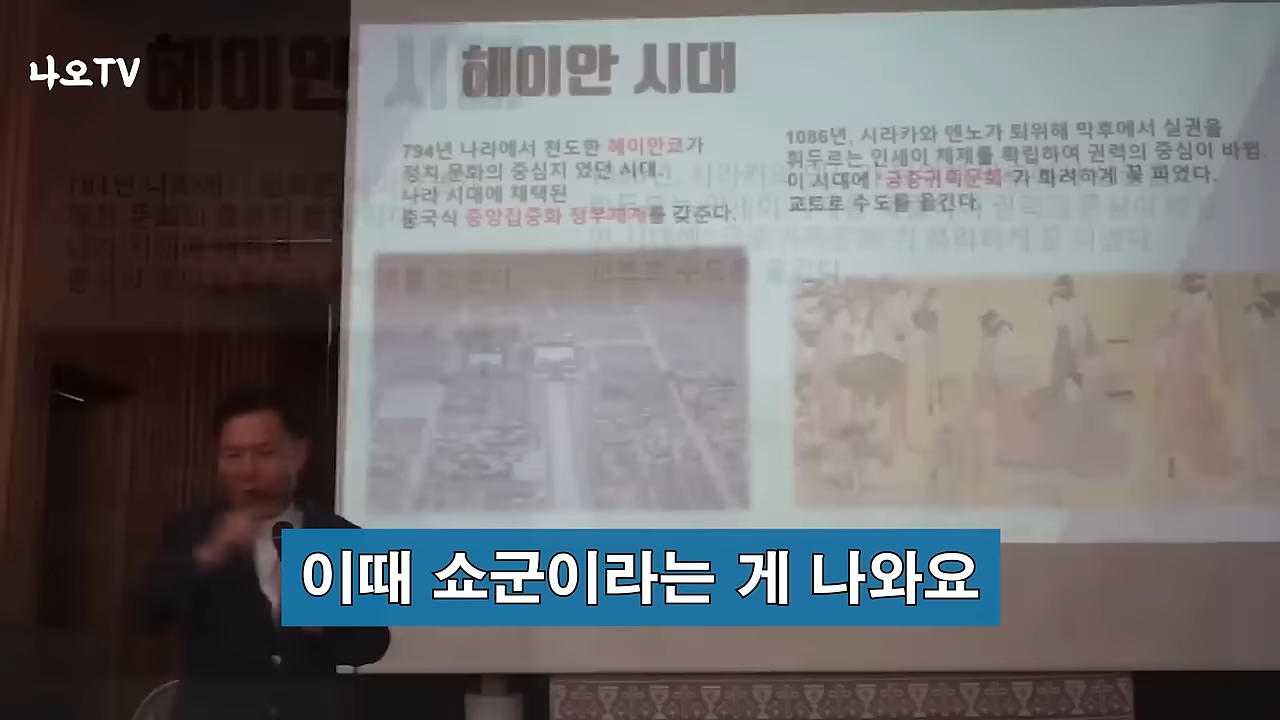 나오TV
헤이안 시대
794년 나라에서 천도한 헤이안쿄가
정치,문화의 중심지 였던 시대.
나라 시대에 채택된
중국식 중앙집중화 정부체계를 갖춘다.
1086년, 시라카와 덴노가 퇴위해 막후에서 실권을
휘두르는 인세이 체제를 확립하여 권력의 중심이 바뀜.
이 시대에 "궁중귀족문화"가 화려하게 꽃 피었다.
교토로 수도를 옮긴다.
이때 쇼군이라는 게 나와요